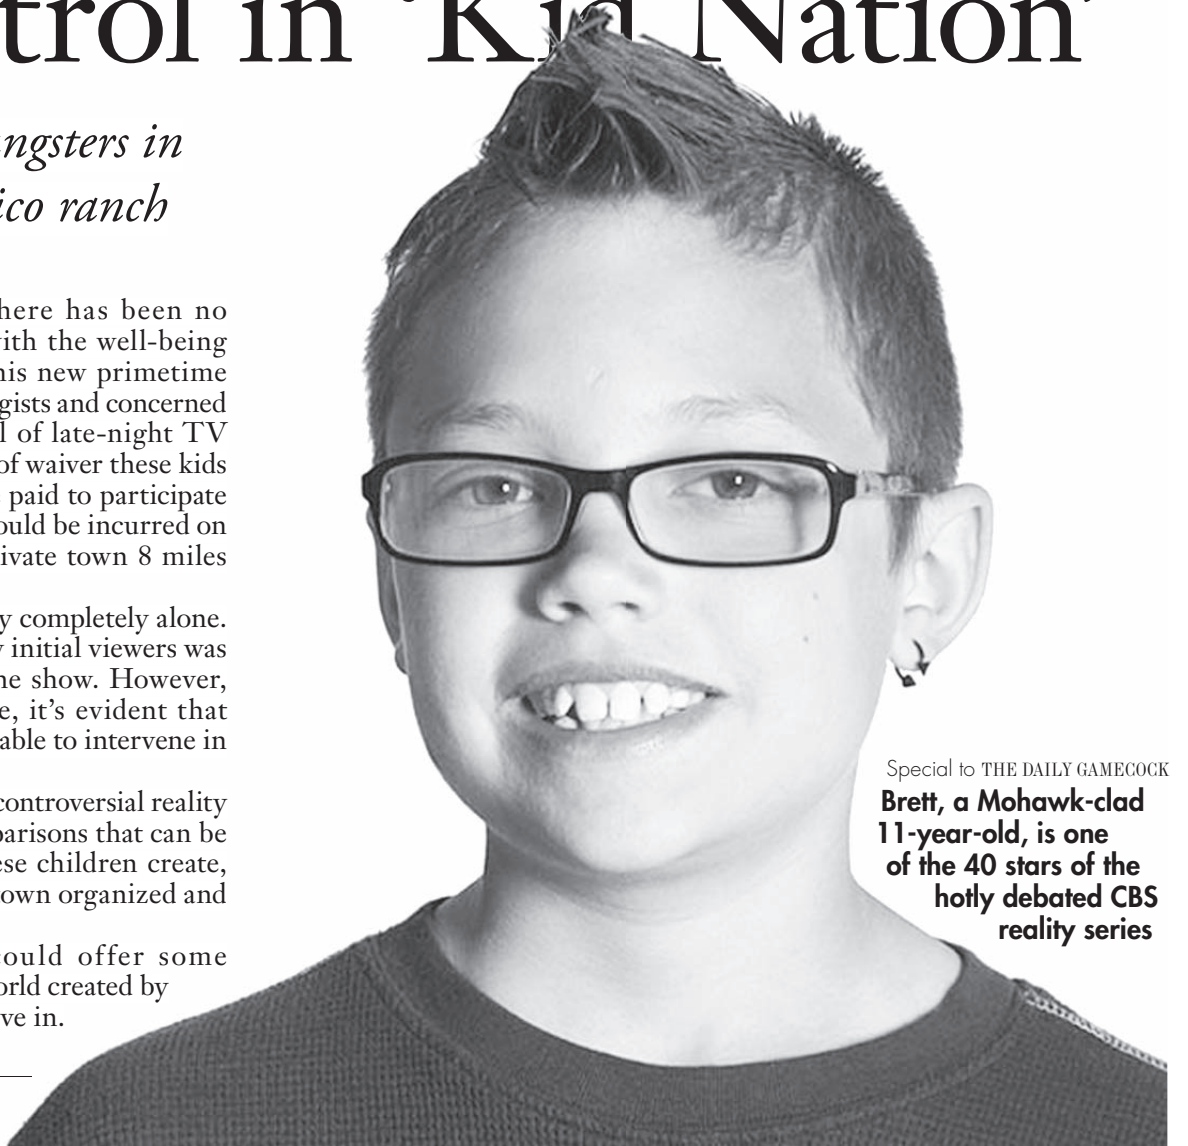 trol in ‘Kid Nation’
ngsters in
ico ranch
here has been no
ith the well-being
his new primetime
gists and concerned
l of late-night TV
of waiver these kids
paid to participate
ould be incurred on
ivate town 8 miles
y completely alone.
initial viewers was
he show. However,
e, it’s evident that
able to intervene in
controversial reality
parisons that can be
ese children create,
own organized and
could offer some
orld created by
ve in.
Special to THE DAILY GAMECOCK
Brett, a Mohawk-clad
11-year-old, is one
of the 40 stars of the
hotly debated CBS
reality series